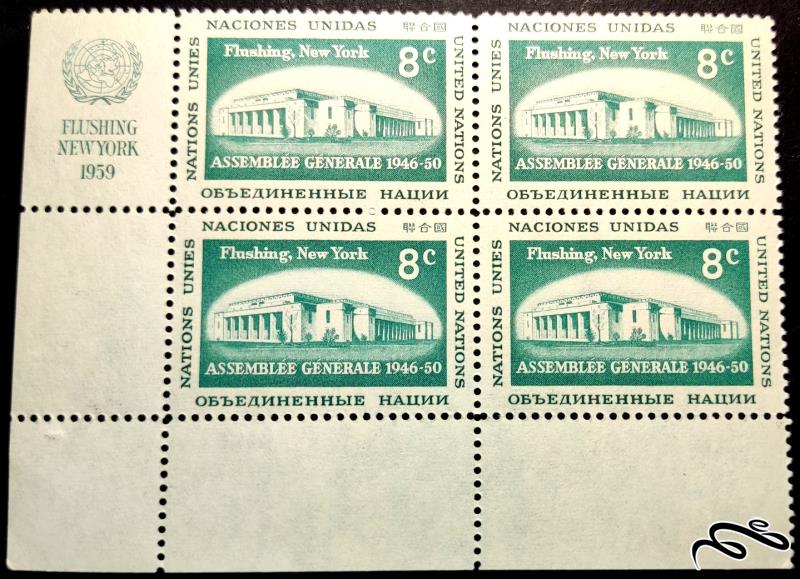 FLUSHING
NEW YORK
1959
NACIONES UNIDAS 聯合國
NATIONS UNIES
Flushing, New York 8c
ASSEMBLÉE GÉNÉRALE 1946-50
UNITED NATIONS
ОБЪЕДИНЕННЫЕ НАЦИИ
NACIONES UNIDAS 聯合國
NATIONS UNIES
Flushing, New York 8c
ASSEMBLÉE GÉNÉRALE 1946-50
UNITED NATIONS
ОБЪЕДИНЕННЫЕ НАЦИИ
NACIONES UNIDAS 聯合國
NATIONS UNIES
Flushing, New York 8c
ASSEMBLÉE GÉNÉRALE 1946-50
UNITED NATIONS
ОБЪЕДИНЕННЫЕ НАЦИИ
NACIONES UNIDAS 聯合國
NATIONS UNIES
Flushing, New York 8c
ASSEMBLÉE GÉNÉRALE 1946-50
UNITED NATIONS
ОБЪЕДИНЕННЫЕ НАЦИИ